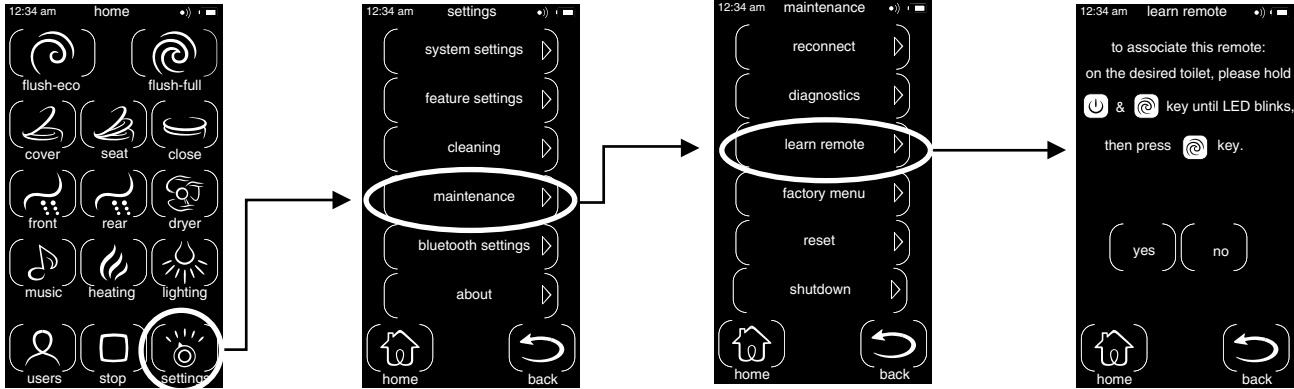 12:34 am home
flush-eco flush-full
cover seat close
front rear dryer
music heating lighting
users stop settings
12:34 am settings
system settings
feature settings
cleaning
maintenance
bluetooth settings
about
home back
12:34 am maintenance
reconnect
diagnostics
learn remote
factory menu
reset
shutdown
home back
12:34 am learn remote
to associate this remote:
on the desired toilet, please hold
& key until LED blinks,
then press key.
yes no
home back